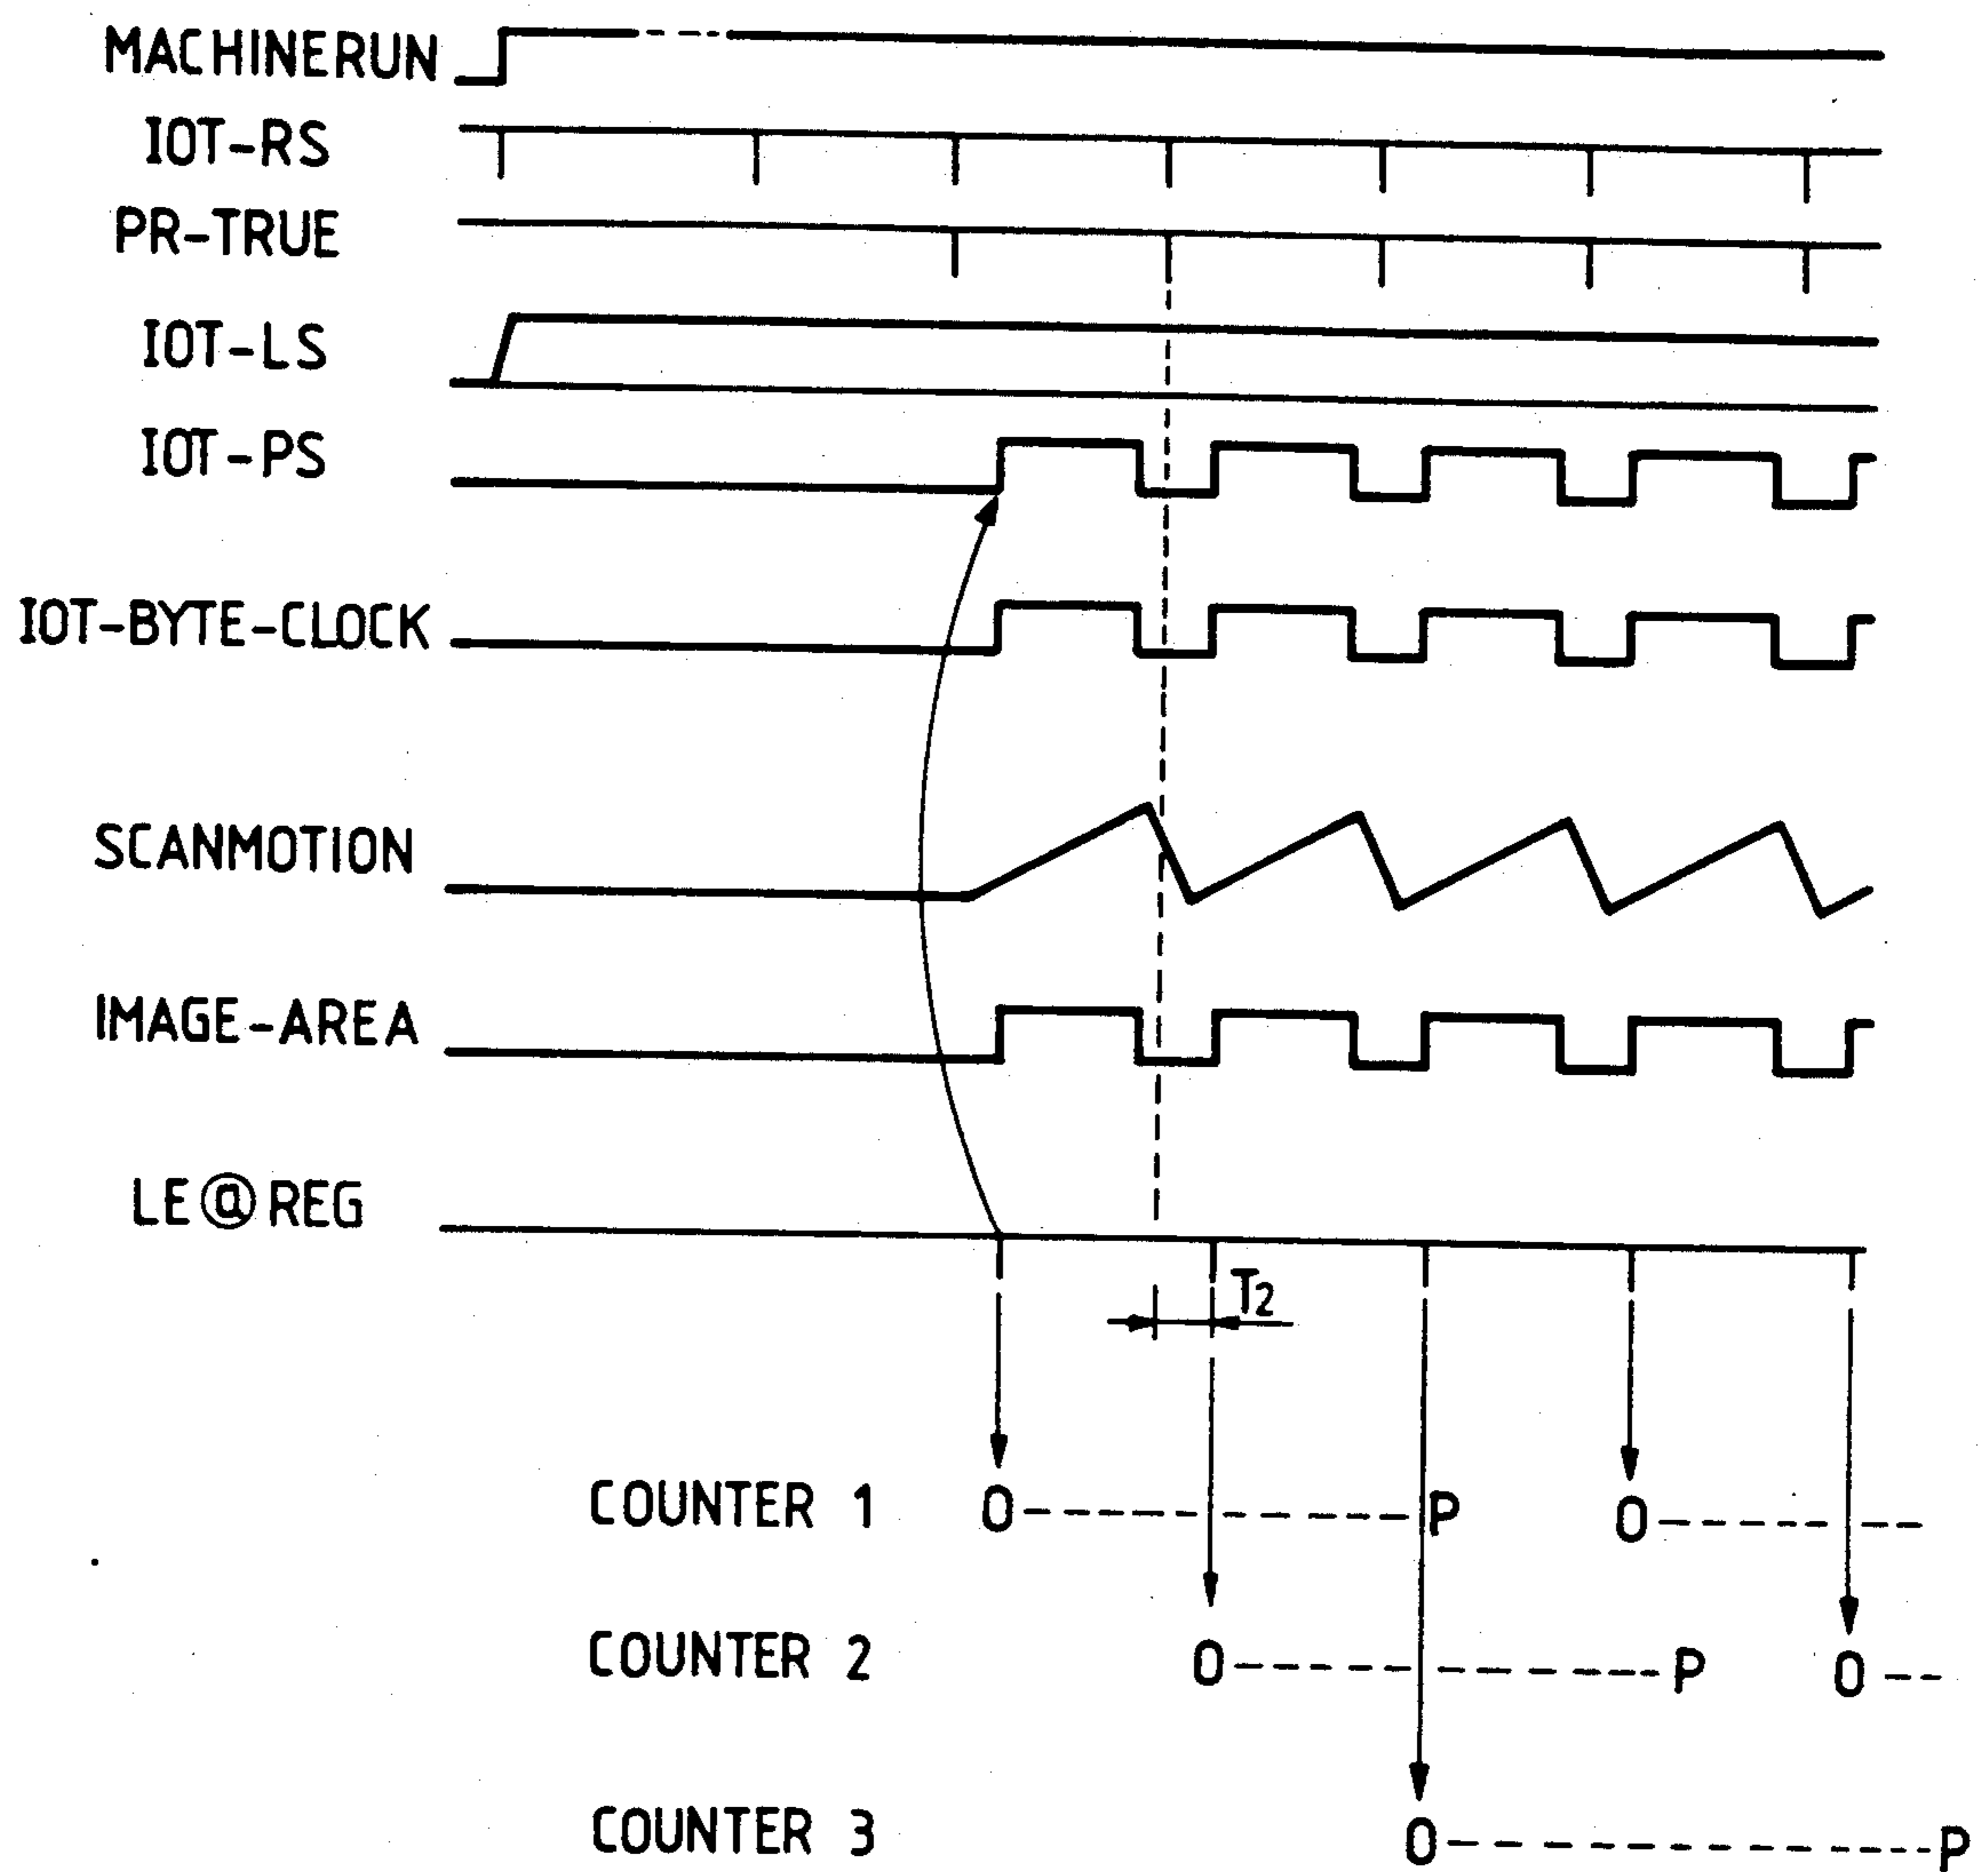 MACHINERUN
IOT-RS
PR-TRUE
IOT-LS
IOT-PS
IOT-BYTE-CLOCK
SCANMOTION
IMAGE-AREA
LE@REG
T2
COUNTER 1 0 P 0
COUNTER 2 0 P 0
COUNTER 3 0 P